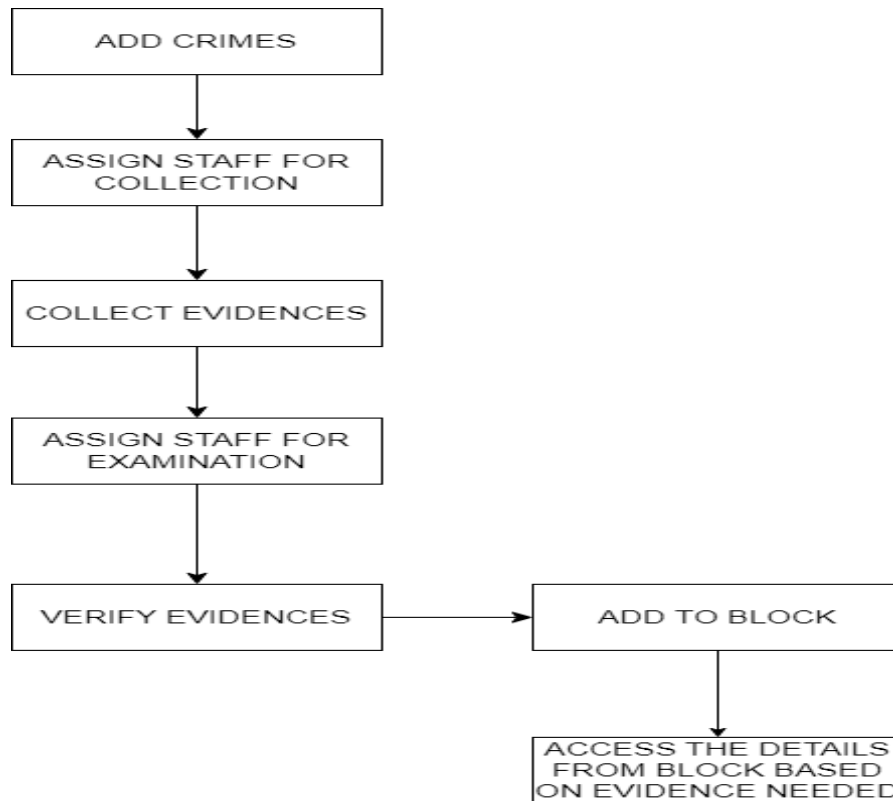 ADD CRIMES
ASSIGN STAFF FOR
COLLECTION
COLLECT EVIDENCES
ASSIGN STAFF FOR
EXAMINATION
VERIFY EVIDENCES
ADD TO BLOCK
ACCESS THE DETAILS
FROM BLOCK BASED
ON EVIDENCE NEEDED